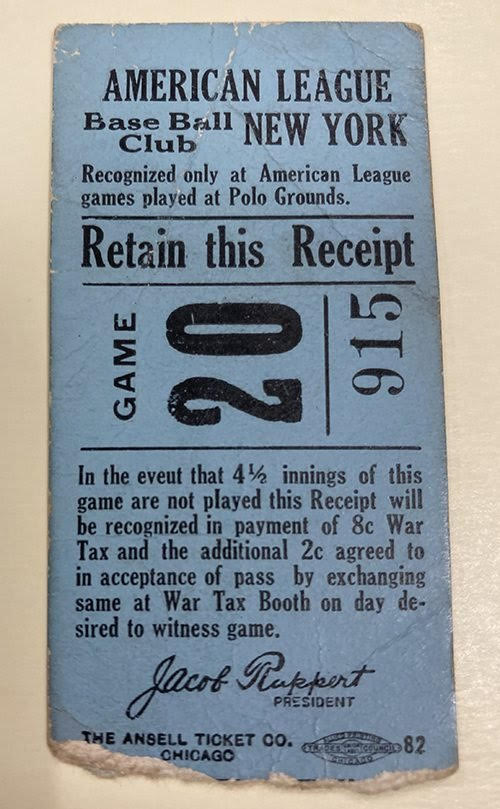 AMERICAN LEAGUE
Base Ball Club NEW YORK
Recognized only at American League
games played at Polo Grounds.
Retain this Receipt
GAME 20 915
In the eveut that 4½ innings of this
game are not played this Receipt will
be recognized in payment of 8c War
Tax and the additional 2c agreed to
in acceptance of pass by exchanging
same at War Tax Booth on day de-
sired to witness game.
Jacob Ruppert
PRESIDENT
THE ANSELL TICKET CO.
CHICAGO
TRADES COUNCIL
CHICAGO
82